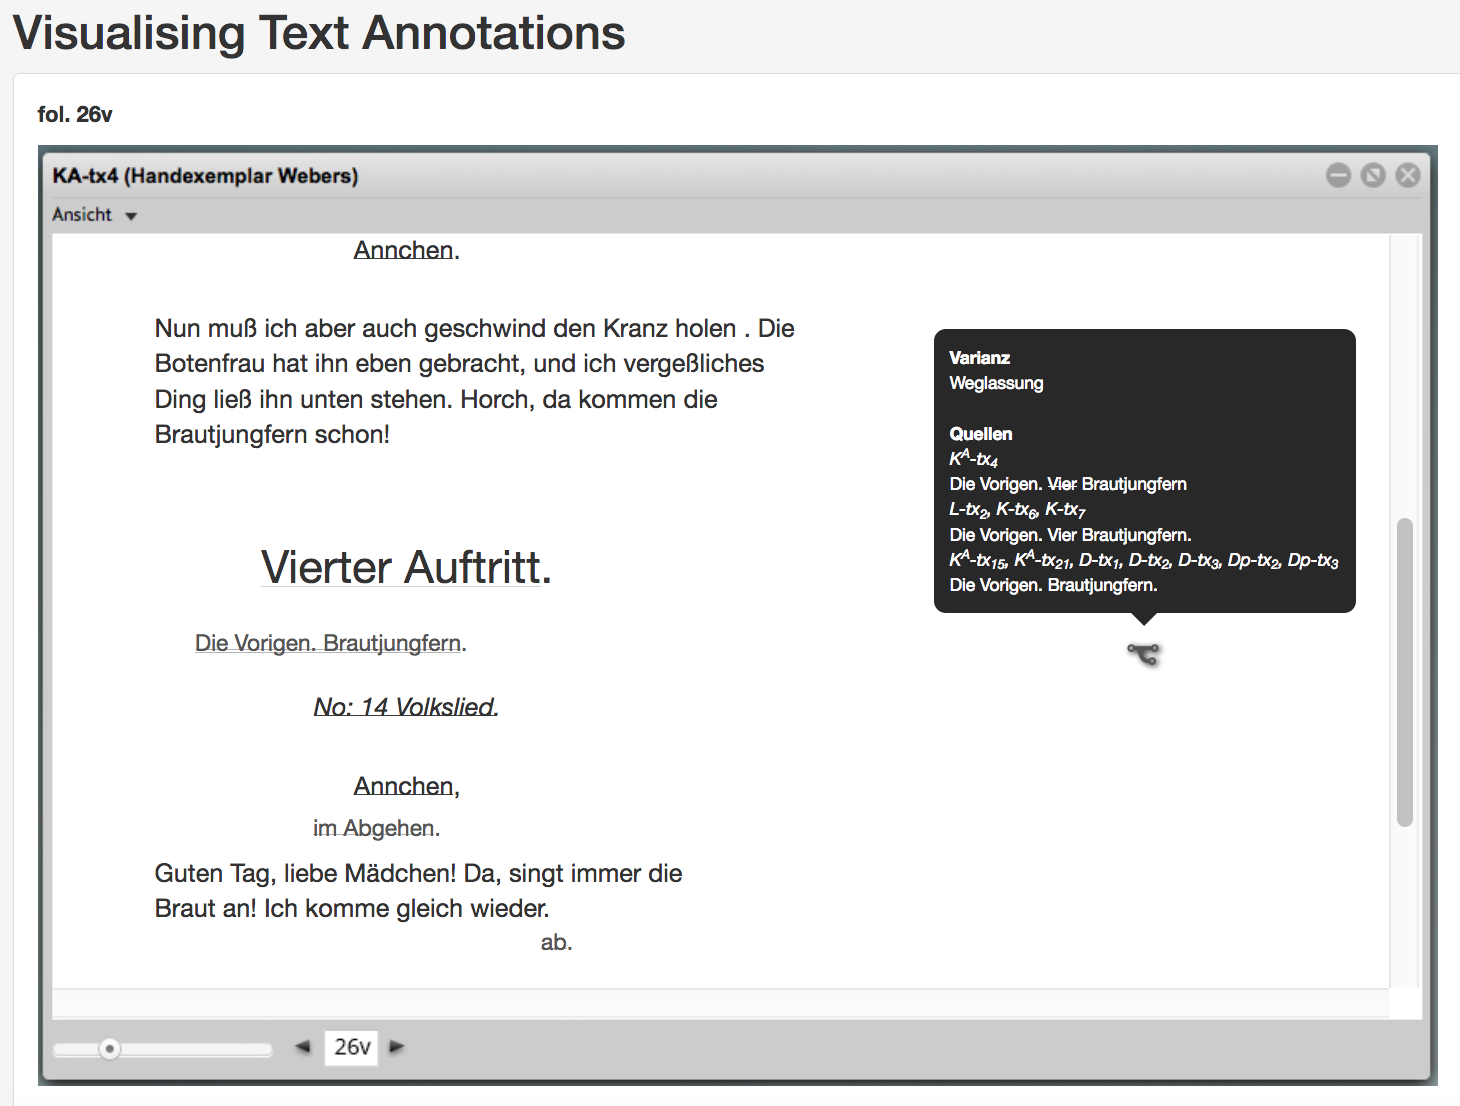 Visualising Text Annotations
fol. 26v
KA-tx4 (Handexemplar Webers)
Ansicht
Annchen.
Nun muß ich aber auch geschwind den Kranz holen . Die
Botenfrau hat ihn eben gebracht, und ich vergeßliches
Ding ließ ihn unten stehen. Horch, da kommen die
Brautjungfern schon!
Vierter Auftritt.
Die Vorigen. Brautjungfern.
No: 14 Volkslied.
Annchen,
im Abgehen.
Guten Tag, liebe Mädchen! Da, singt immer die
Braut an! Ich komme gleich wieder.
ab.
Varianz
Weglassung
Quellen
K^A-tx_4
Die Vorigen. Vier Brautjungfern
L-tx_2, K-tx_6, K-tx_7
Die Vorigen. Vier Brautjungfern.
K^A-tx_15, K^A-tx_21, D-tx_1, D-tx_2, D-tx_3, Dp-tx_2, Dp-tx_3
Die Vorigen. Brautjungfern.
26v